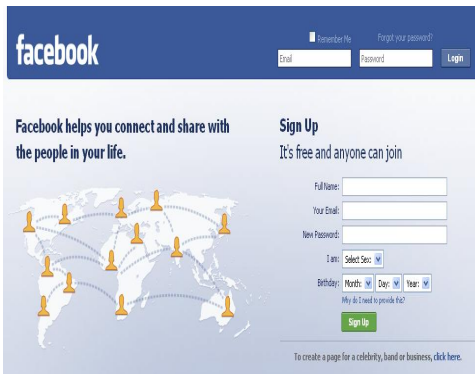 facebook
Remember Me Forgot your password?
Email Password Login
Facebook helps you connect and share with
the people in your life.
Sign Up
It's free and anyone can join
Full Name:
Your Email:
New Password:
I am: Select Sex:
Birthday: Month: Day: Year:
Why do I need to provide this?
Sign Up
To create a page for a celebrity, band or business, click here.